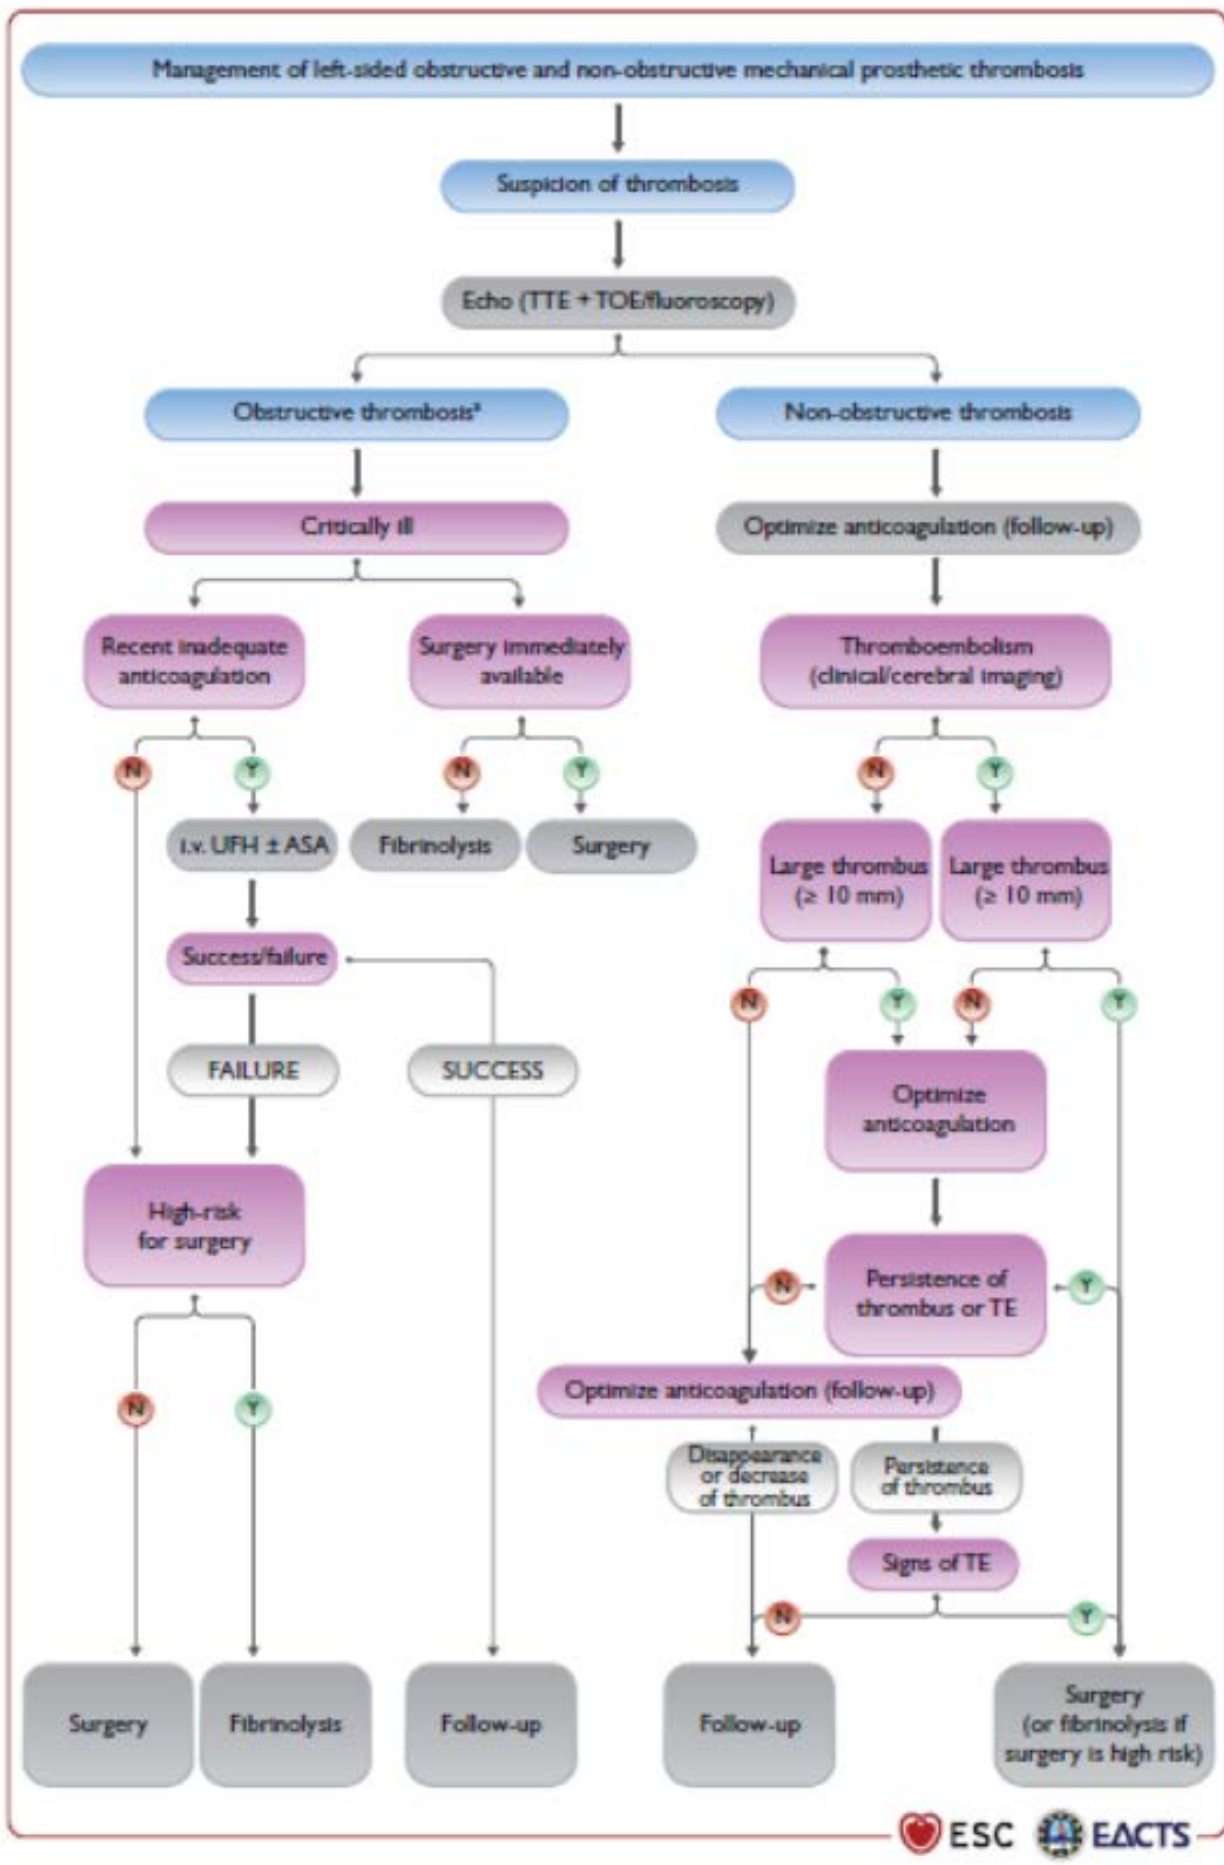 Management of left-sided obstructive and non-obstructive mechanical prosthetic thrombosis
Suspicion of thrombosis
Echo (TTE + TOE/fluoroscopy)
Obstructive thrombosisª
Non-obstructive thrombosis
Critically ill
Optimize anticoagulation (follow-up)
Recent inadequate
anticoagulation
Surgery immediately
available
Thromboembolism
(clinical/cerebral imaging)
N
Y
N
Y
N
Y
i.v. UFH ± ASA
Fibrinolysis
Surgery
Large thrombus
(≥ 10 mm)
Large thrombus
(≥ 10 mm)
Success/failure
N
Y
N
Y
FAILURE
SUCCESS
Optimize
anticoagulation
High-risk
for surgery
N
Persistence of
thrombus or TE
Y
Optimize anticoagulation (follow-up)
N
Y
Disappearance
or decrease
of thrombus
Persistence
of thrombus
Signs of TE
N
Y
Surgery
Fibrinolysis
Follow-up
Follow-up
Surgery
(or fibrinolysis if
surgery is high risk)
ESC
EACTS